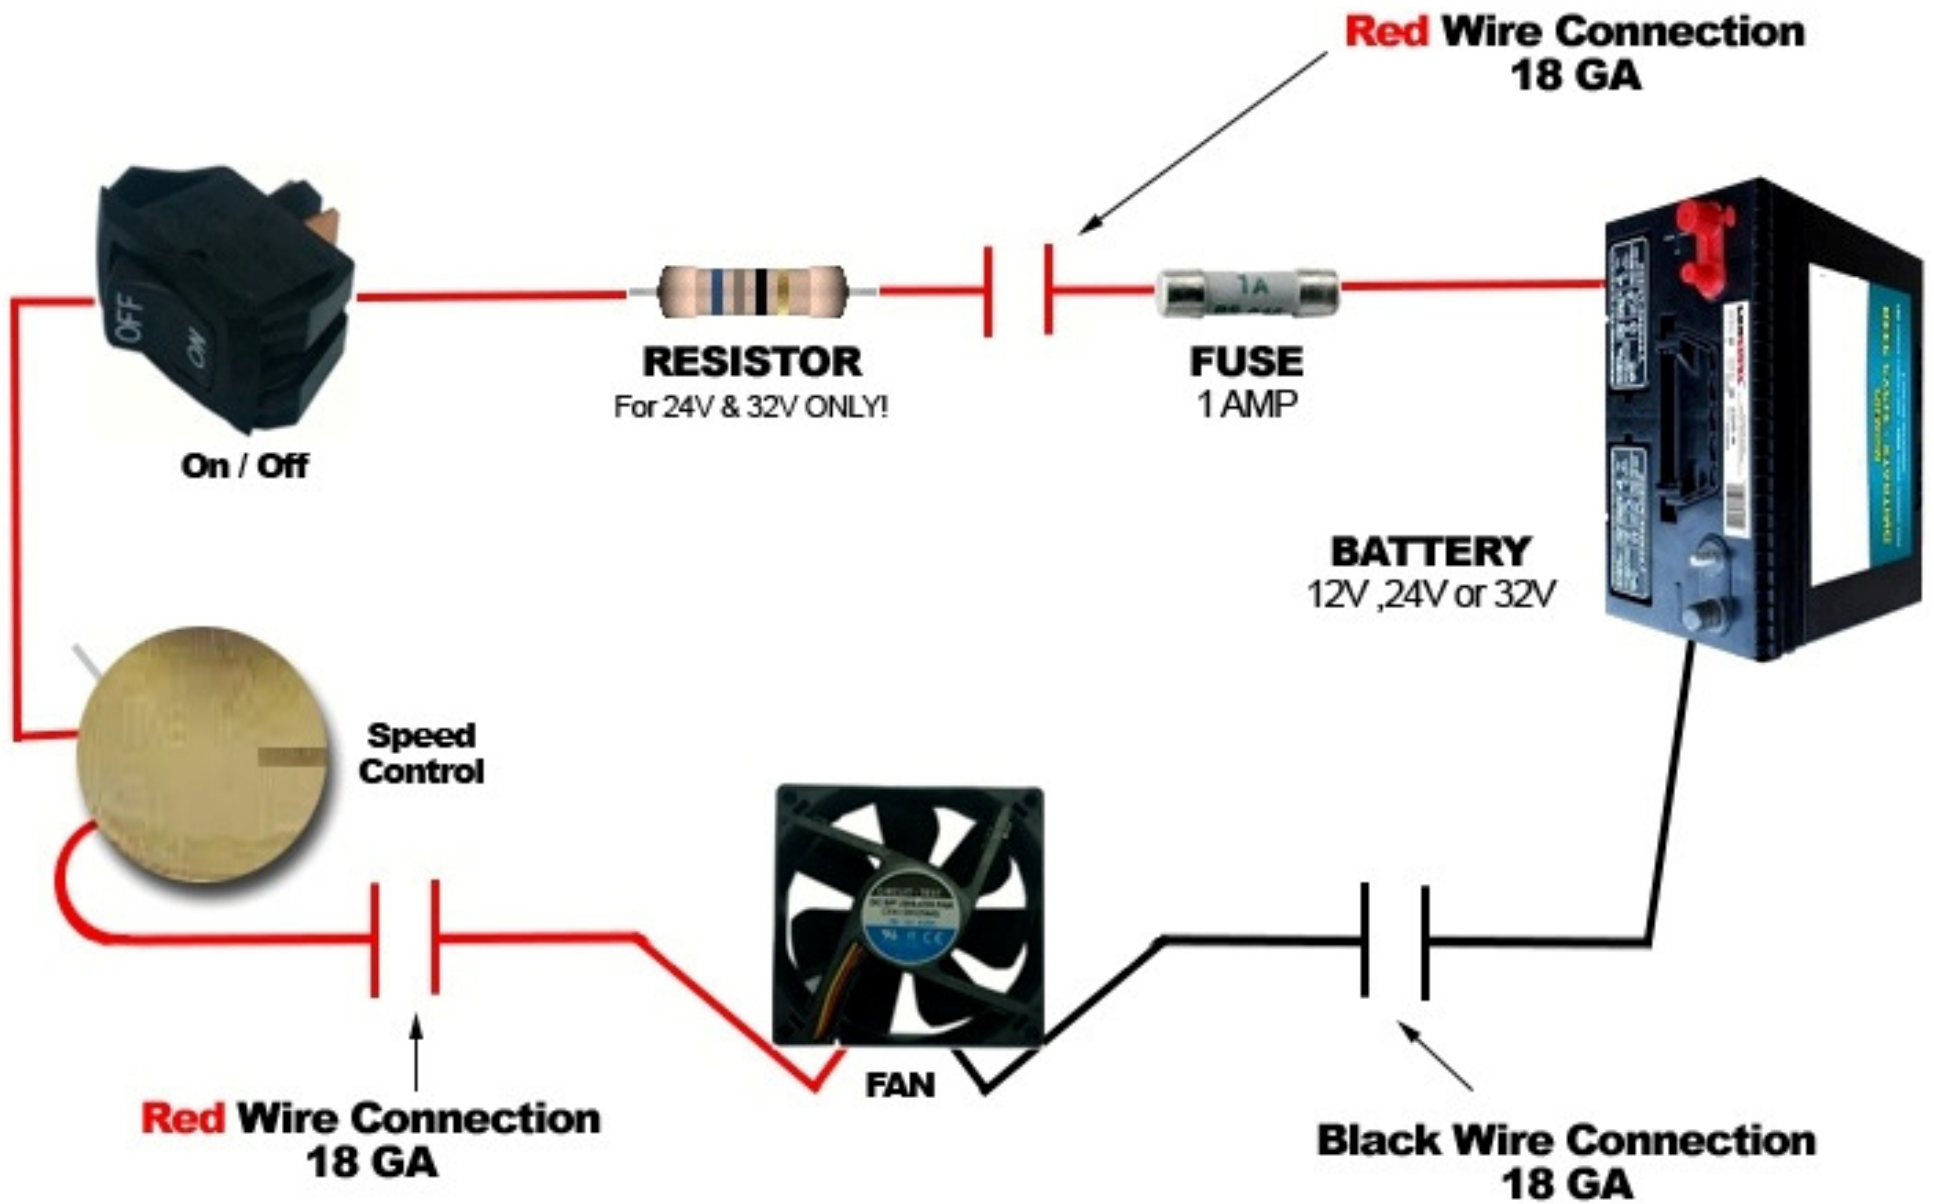 Red Wire Connection
18 GA
OFF
ON
On / Off
RESISTOR
For 24V & 32V ONLY!
1A
FUSE
1 AMP
BATTERY
12V ,24V or 32V
Speed
Control
FAN
Red Wire Connection
18 GA
Black Wire Connection
18 GA